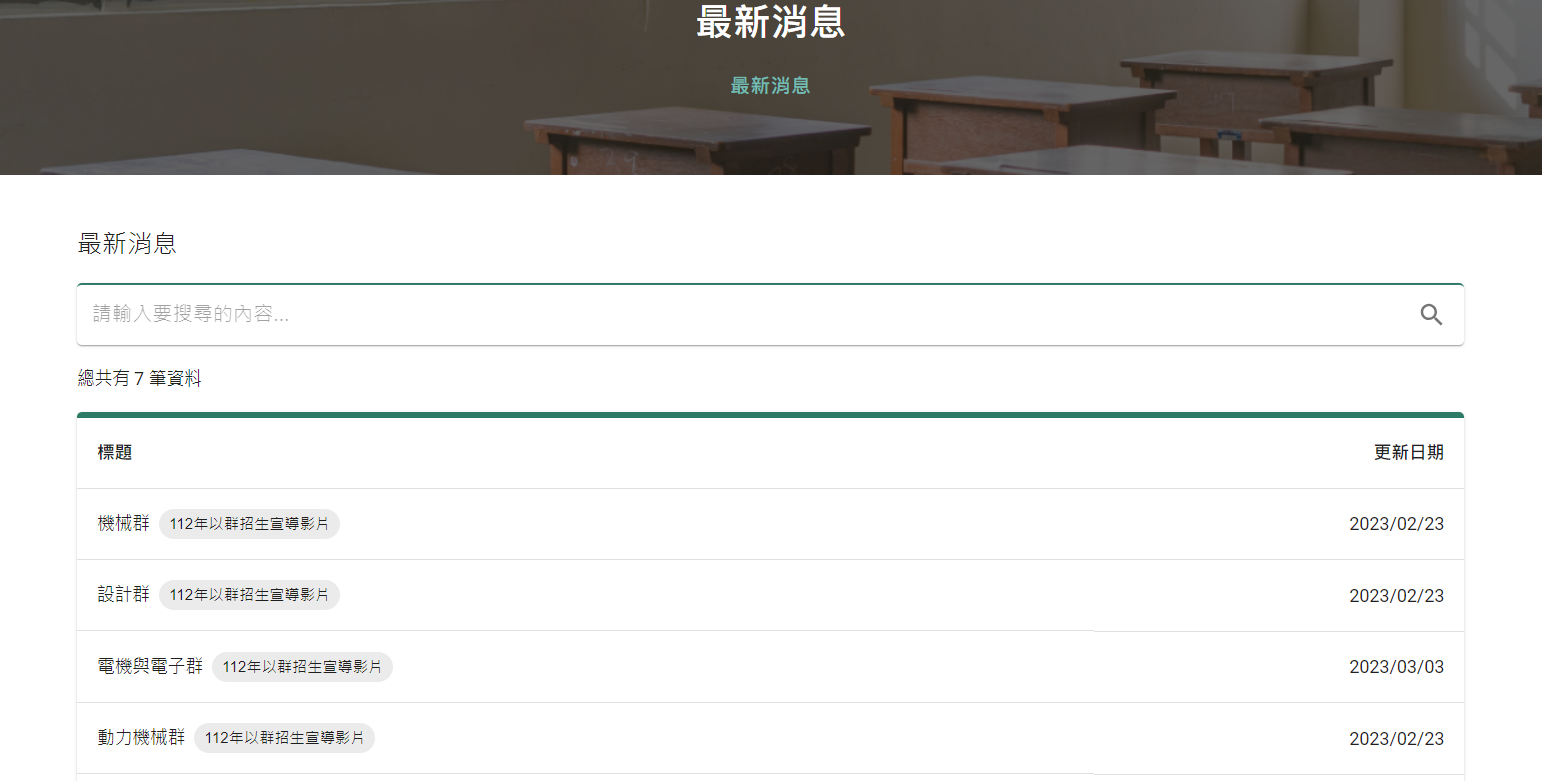 最新消息
最新消息
最新消息
請輸入要搜尋的內容...
總共有 7 筆資料
標題 更新日期
機械群 112年以群招生宣導影片 2023/02/23
設計群 112年以群招生宣導影片 2023/02/23
電機與電子群 112年以群招生宣導影片 2023/03/03
動力機械群 112年以群招生宣導影片 2023/02/23